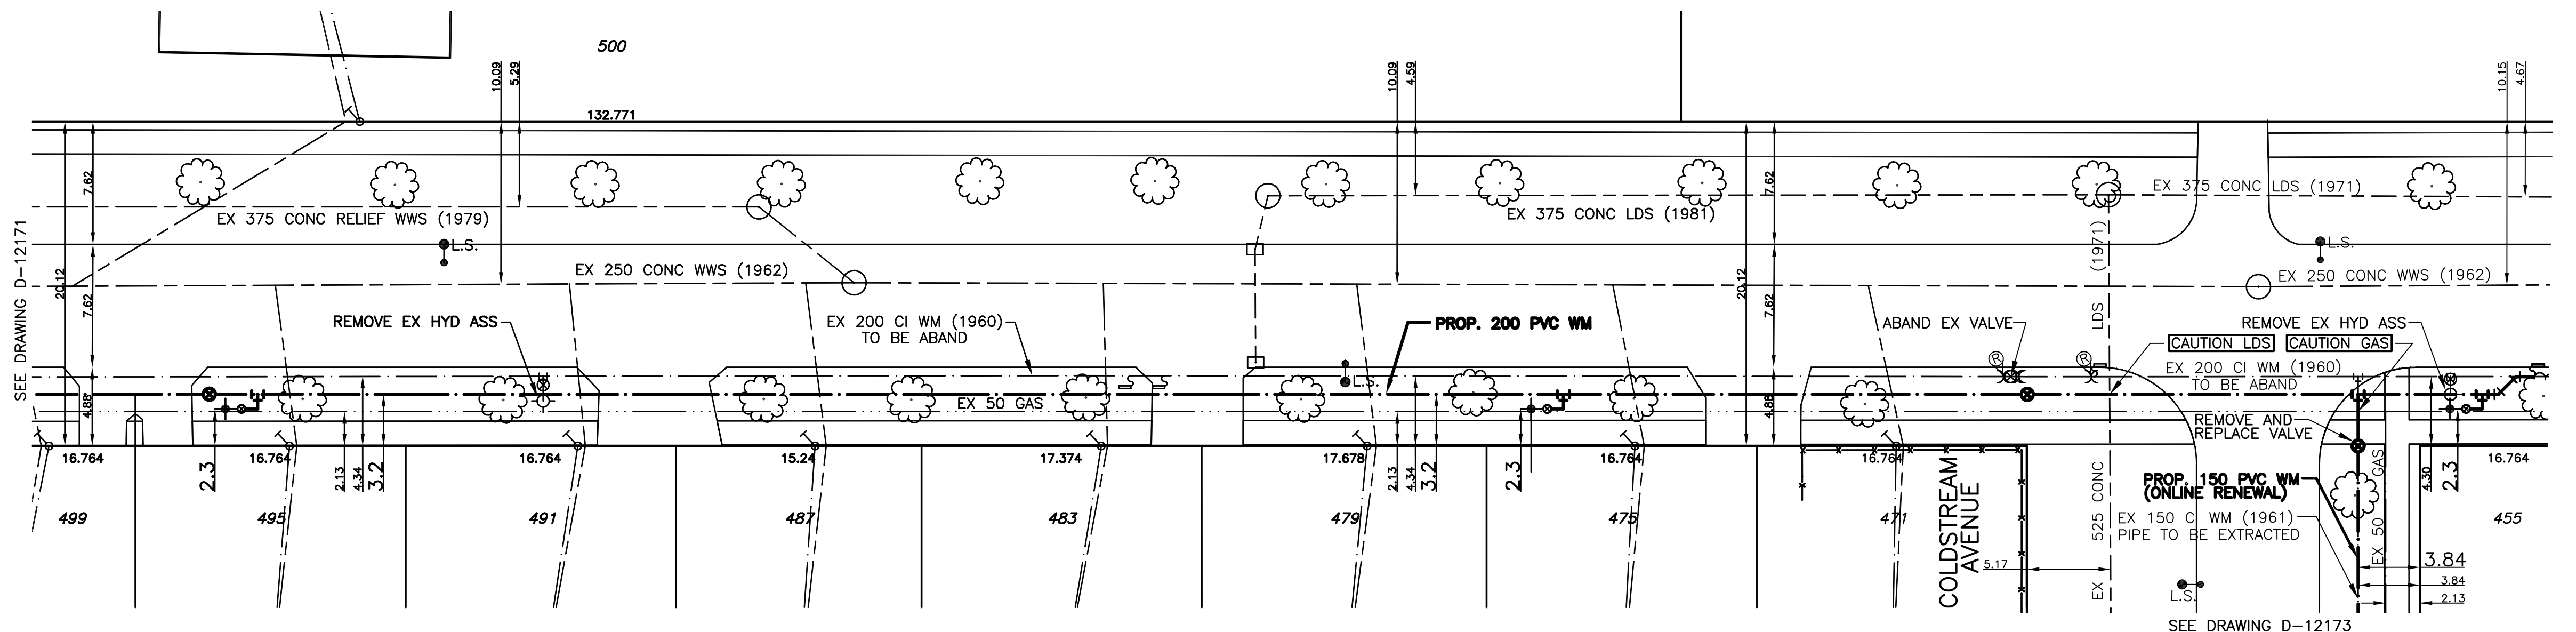 500
10.09
5.29
10.09
4.59
10.15
4.67
132.771
7.62
7.62
EX 375 CONC RELIEF WWS (1979)
EX 375 CONC LDS (1981)
EX 375 CONC LDS (1971)
L.S.
L.S.
SEE DRAWING D-12171
20.12
7.62
4.88
EX 250 CONC WWS (1962)
20.12
7.62
4.88
EX 250 CONC WWS (1962)
REMOVE EX HYD ASS
EX 200 CI WM (1960)
TO BE ABAND
PROP. 200 PVC WM
ABAND EX VALVE
REMOVE EX HYD ASS
CAUTION LDS
CAUTION GAS
EX 200 CI WM (1960)
TO BE ABAND
R
R
L.S.
EX 50 GAS
REMOVE AND
REPLACE VALVE
16.764
16.764
16.764
15.24
17.374
17.678
16.764
16.764
16.764
2.3
2.13
4.34
3.2
2.13
4.34
3.2
2.3
4.30
2.3
499
495
491
487
483
479
475
471
455
COLDSTREAM
AVENUE
EX 525 CONC LDS (1971)
PROP. 150 PVC WM
(ONLINE RENEWAL)
EX 150 CI WM (1961)
PIPE TO BE EXTRACTED
EX 50 GAS
5.17
L.S.
3.84
3.84
2.13
SEE DRAWING D-12173